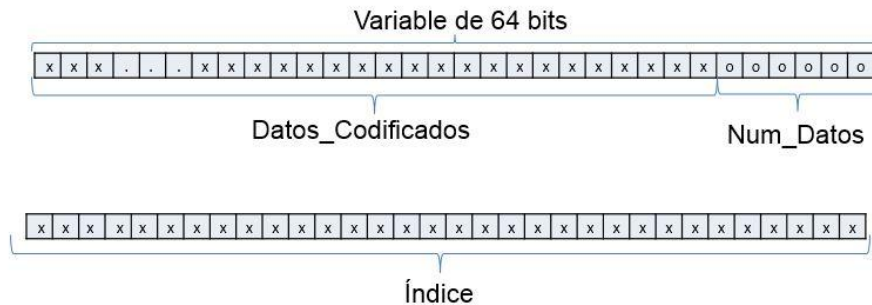 Variable de 64 bits
x x x . . . x x x x x x x x x x x x x x x x x x x x o o o o o o
Datos_Codificados
Num_Datos
x x x x x x x x x x x x x x x x x x x x x x x x x x x x x x x x
Índice